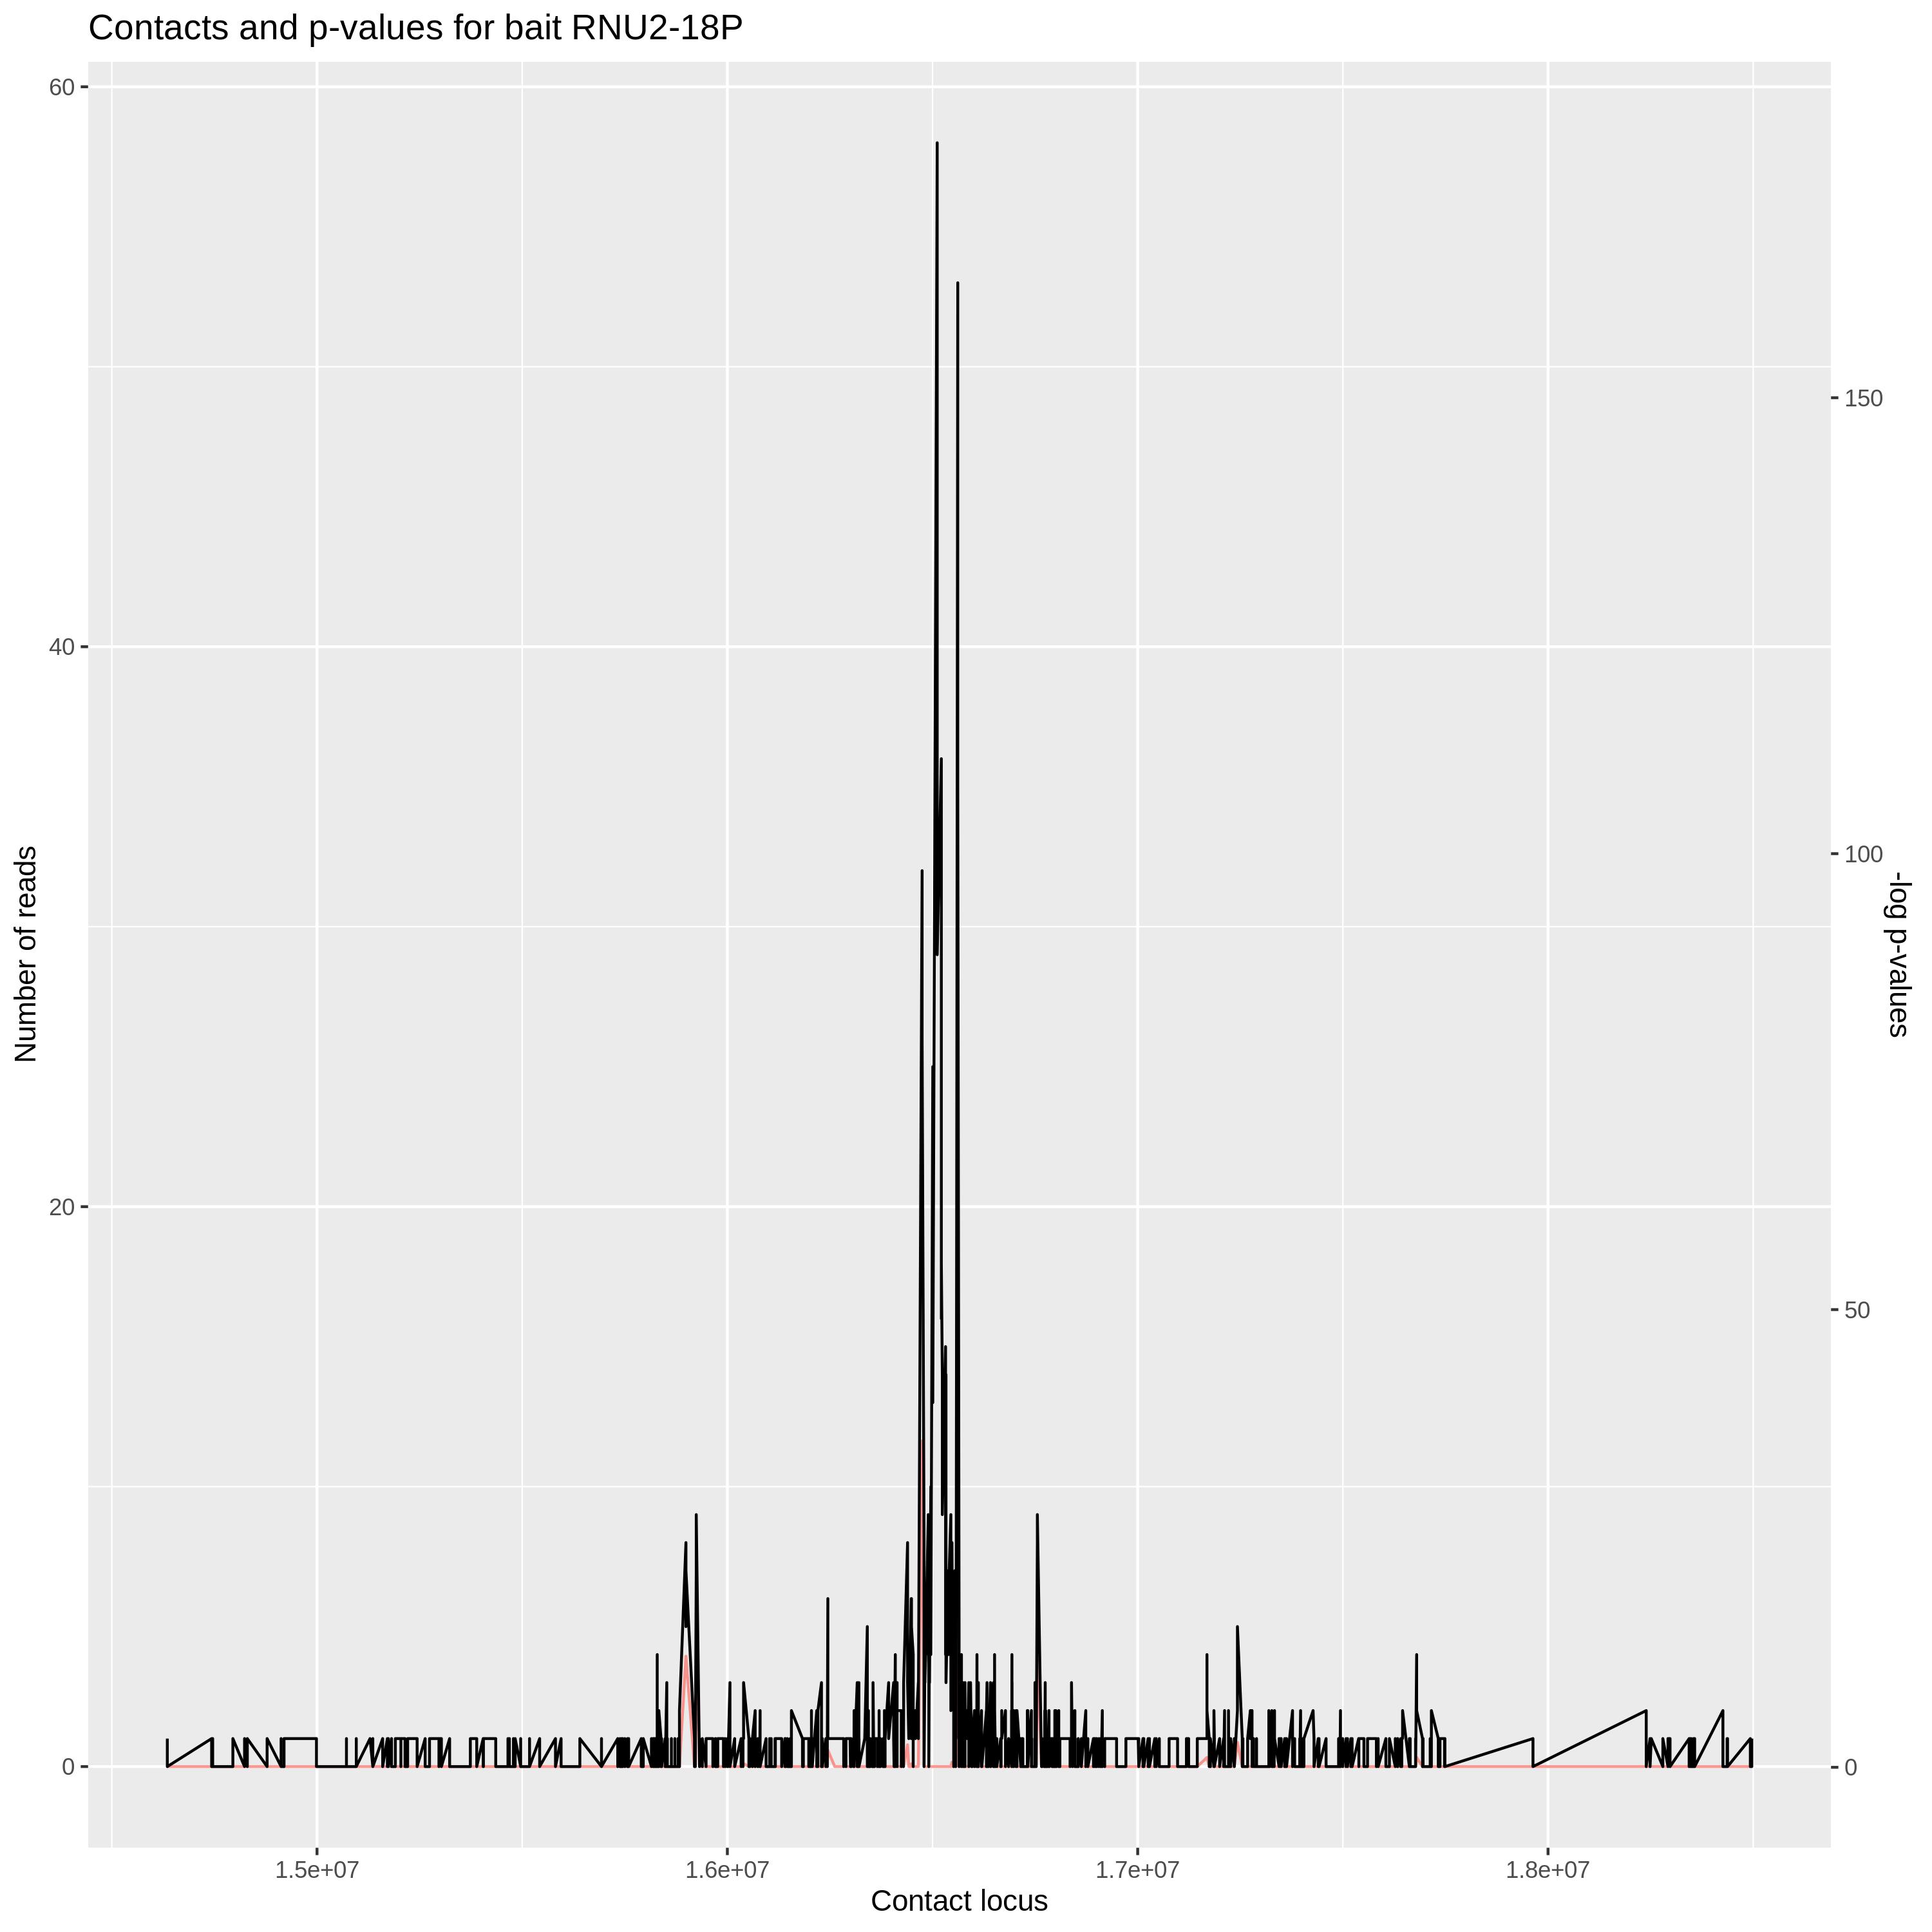 Contacts and p-values for bait RNU2-18P
60
40
20
0
Number of reads
150
100
50
0
-log p-values
1.5e+07
1.6e+07
1.7e+07
1.8e+07
Contact locus